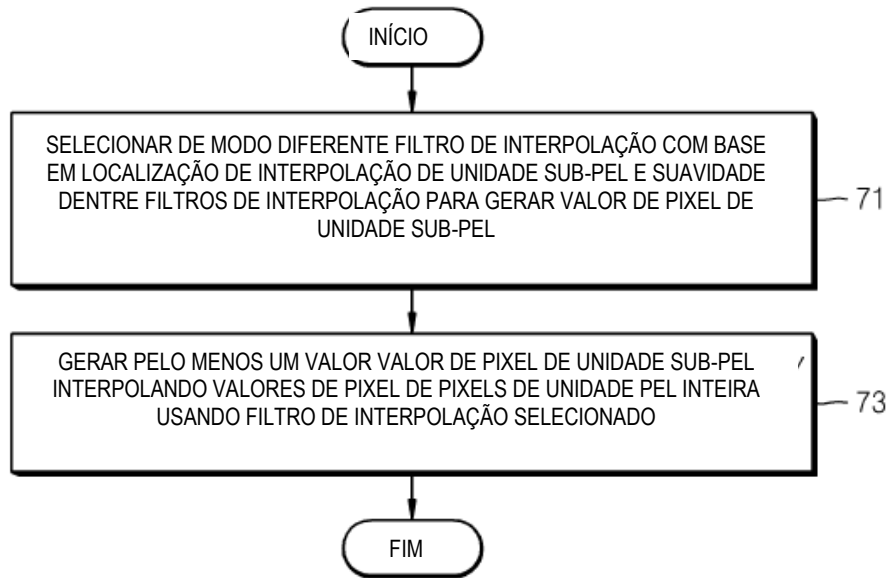 INÍCIO
SELECIONAR DE MODO DIFERENTE FILTRO DE INTERPOLAÇÃO COM BASE
EM LOCALIZAÇÃO DE INTERPOLAÇÃO DE UNIDADE SUB-PEL E SUAVIDADE
DENTRE FILTROS DE INTERPOLAÇÃO PARA GERAR VALOR DE PIXEL DE
UNIDADE SUB-PEL
71
GERAR PELO MENOS UM VALOR VALOR DE PIXEL DE UNIDADE SUB-PEL
INTERPOLANDO VALORES DE PIXEL DE PIXELS DE UNIDADE PEL INTEIRA
USANDO FILTRO DE INTERPOLAÇÃO SELECIONADO
73
FIM